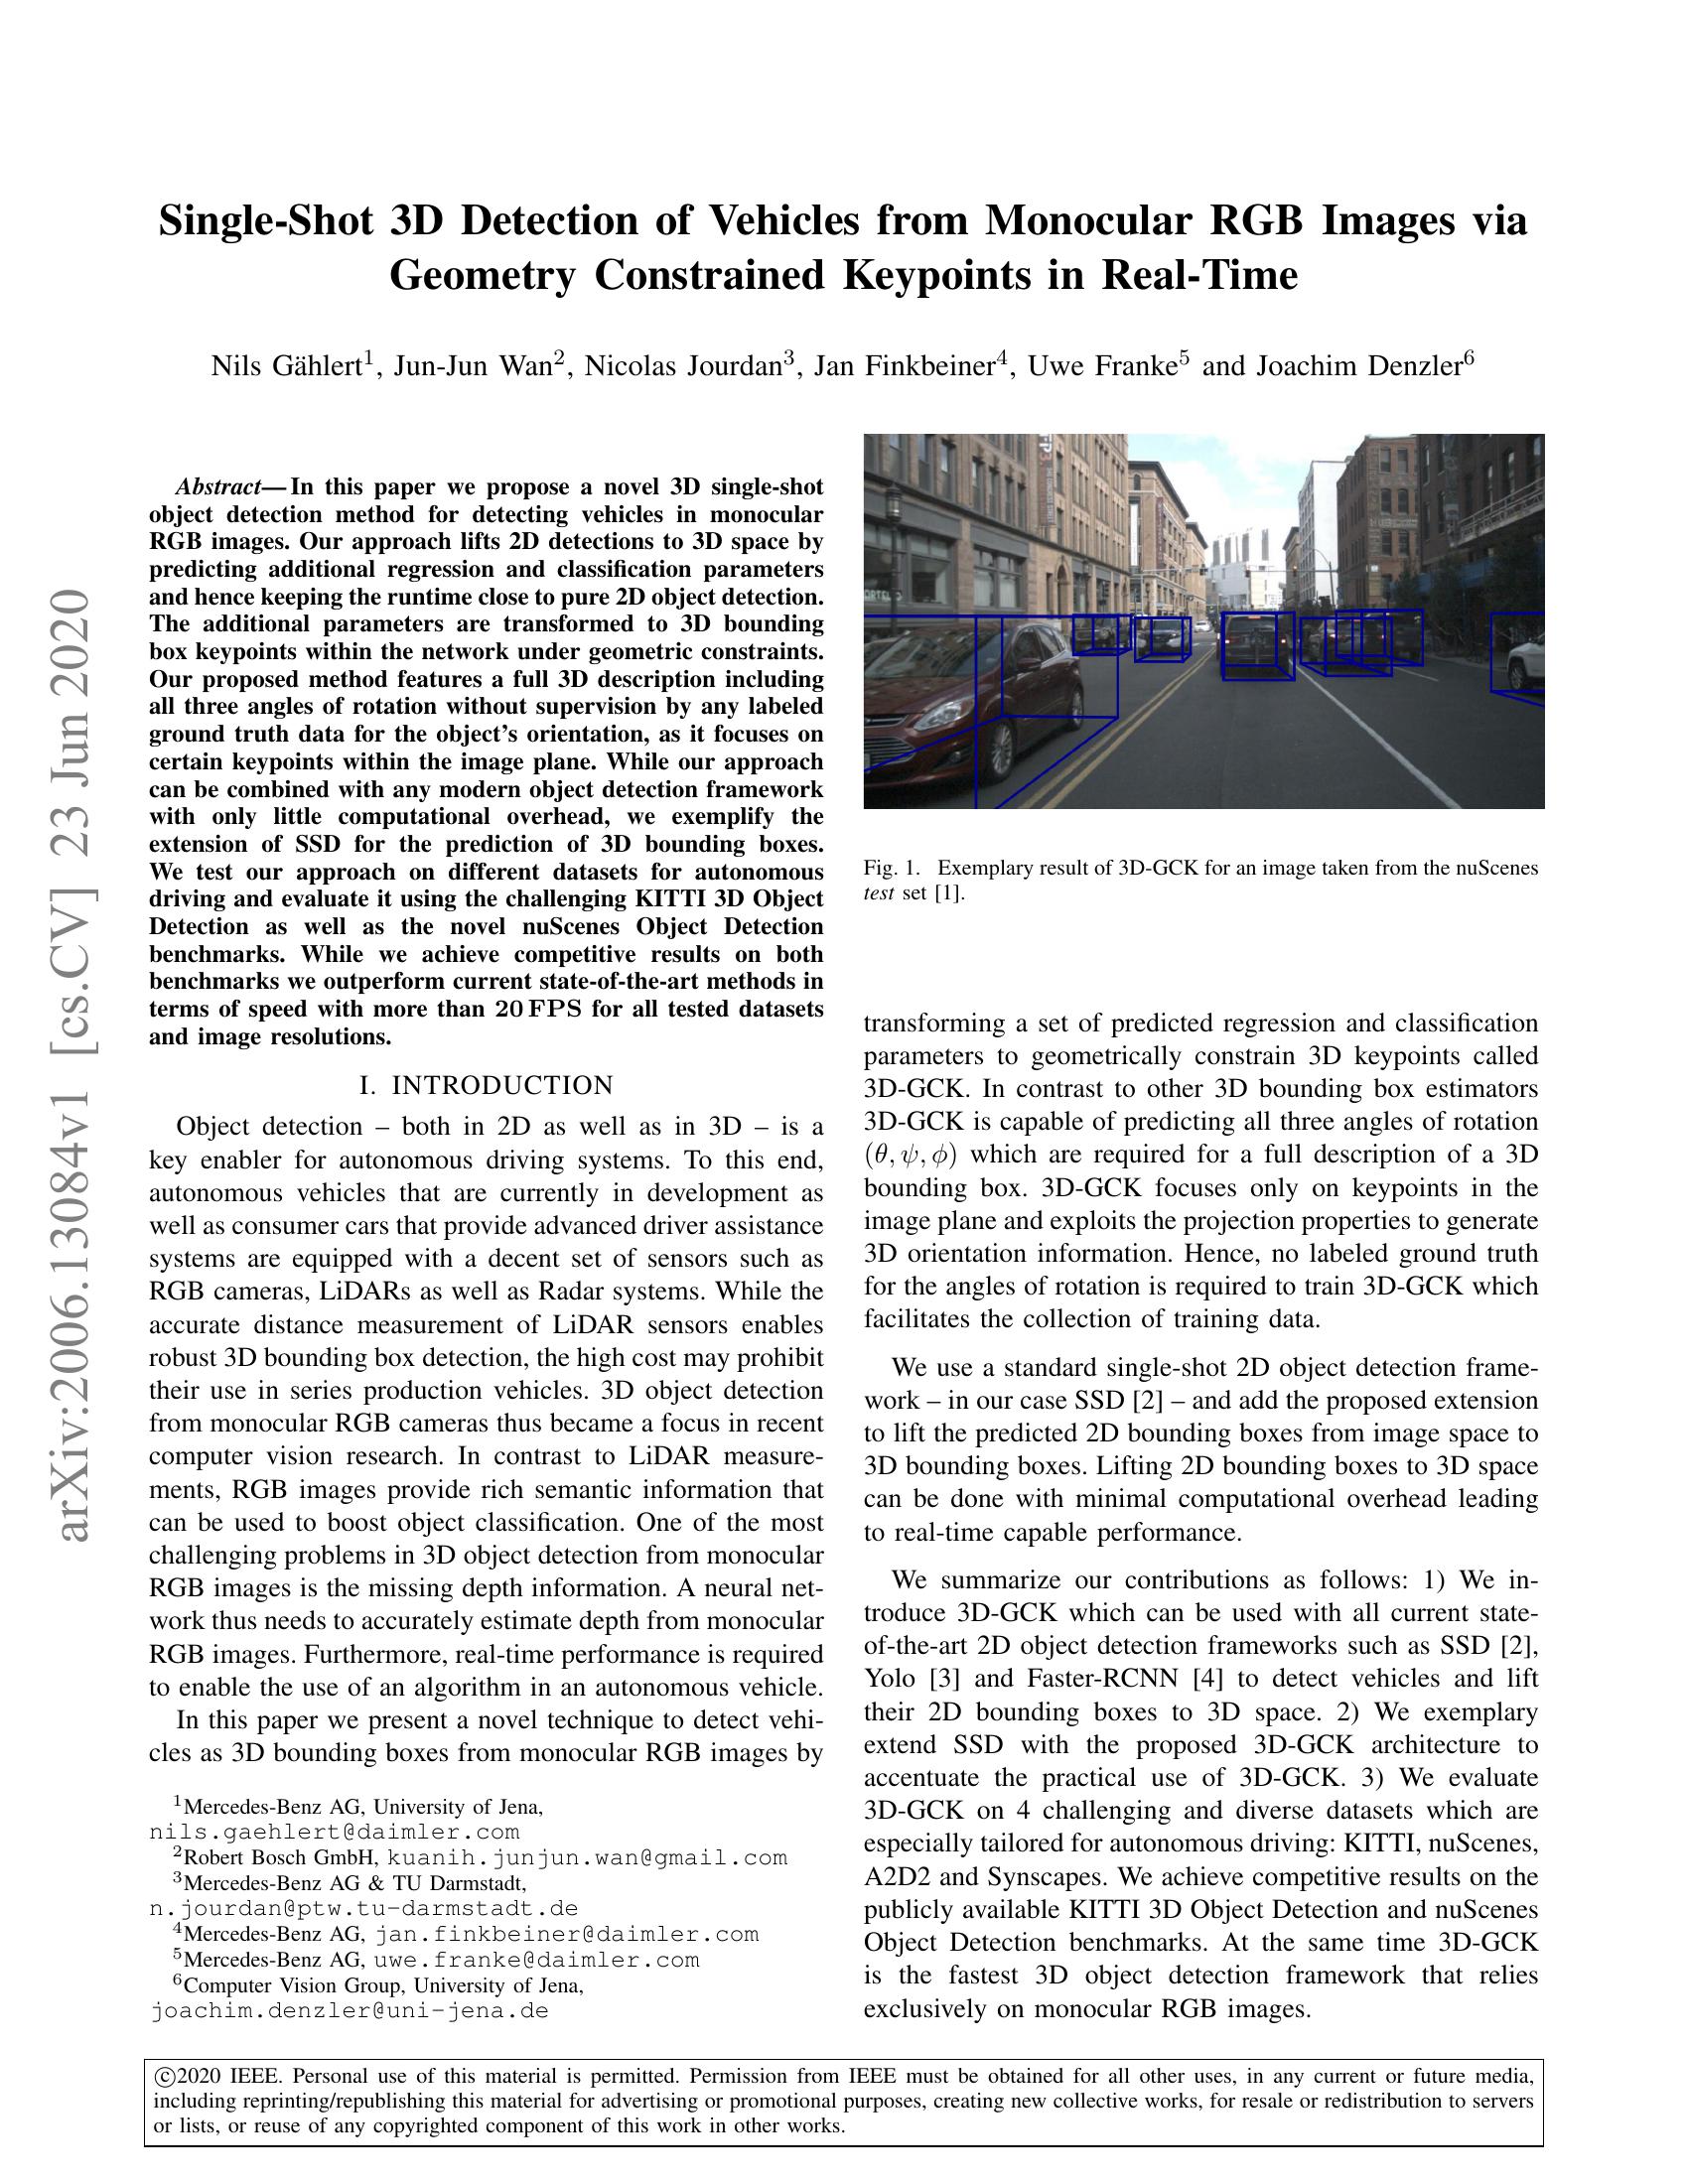 Single-Shot 3D Detection of Vehicles from Monocular RGB Images via
Geometry Constrained Keypoints in Real-Time
Nils Gählert1, Jun-Jun Wan2, Nicolas Jourdan3, Jan Finkbeiner4, Uwe Franke5 and Joachim Denzler6
arXiv:2006.13084v1 [cs.CV] 23 Jun 2020
Abstract—In this paper we propose a novel 3D single-shot
object detection method for detecting vehicles in monocular
RGB images. Our approach lifts 2D detections to 3D space by
predicting additional regression and classification parameters
and hence keeping the runtime close to pure 2D object detection.
The additional parameters are transformed to 3D bounding
box keypoints within the network under geometric constraints.
Our proposed method features a full 3D description including
all three angles of rotation without supervision by any labeled
ground truth data for the object's orientation, as it focuses on
certain keypoints within the image plane. While our approach
can be combined with any modern object detection framework
with only little computational overhead, we exemplify the
extension of SSD for the prediction of 3D bounding boxes.
We test our approach on different datasets for autonomous
driving and evaluate it using the challenging KITTI 3D Object
Detection as well as the novel nuScenes Object Detection
benchmarks. While we achieve competitive results on both
benchmarks we outperform current state-of-the-art methods in
terms of speed with more than 20 FPS for all tested datasets
and image resolutions.
I. INTRODUCTION
Object detection – both in 2D as well as in 3D – is a
key enabler for autonomous driving systems. To this end,
autonomous vehicles that are currently in development as
well as consumer cars that provide advanced driver assistance
systems are equipped with a decent set of sensors such as
RGB cameras, LiDARs as well as Radar systems. While the
accurate distance measurement of LiDAR sensors enables
robust 3D bounding box detection, the high cost may prohibit
their use in series production vehicles. 3D object detection
from monocular RGB cameras thus became a focus in recent
computer vision research. In contrast to LiDAR measure-
ments, RGB images provide rich semantic information that
can be used to boost object classification. One of the most
challenging problems in 3D object detection from monocular
RGB images is the missing depth information. A neural net-
work thus needs to accurately estimate depth from monocular
RGB images. Furthermore, real-time performance is required
to enable the use of an algorithm in an autonomous vehicle.
In this paper we present a novel technique to detect vehi-
cles as 3D bounding boxes from monocular RGB images by
1Mercedes-Benz AG, University of Jena,
nils.gaehlert@daimler.com
2Robert Bosch GmbH, kuanih.junjun.wan@gmail.com
3Mercedes-Benz AG & TU Darmstadt,
n.jourdan@ptw.tu-darmstadt.de
4Mercedes-Benz AG, jan.finkbeiner@daimler.com
5Mercedes-Benz AG, uwe.franke@daimler.com
6Computer Vision Group, University of Jena,
joachim.denzler@uni-jena.de
Fig. 1. Exemplary result of 3D-GCK for an image taken from the nuScenes
test set [1].
transforming a set of predicted regression and classification
parameters to geometrically constrain 3D keypoints called
3D-GCK. In contrast to other 3D bounding box estimators
3D-GCK is capable of predicting all three angles of rotation
(θ, ψ, ϕ) which are required for a full description of a 3D
bounding box. 3D-GCK focuses only on keypoints in the
image plane and exploits the projection properties to generate
3D orientation information. Hence, no labeled ground truth
for the angles of rotation is required to train 3D-GCK which
facilitates the collection of training data.
We use a standard single-shot 2D object detection frame-
work – in our case SSD [2] – and add the proposed extension
to lift the predicted 2D bounding boxes from image space to
3D bounding boxes. Lifting 2D bounding boxes to 3D space
can be done with minimal computational overhead leading
to real-time capable performance.
We summarize our contributions as follows: 1) We in-
troduce 3D-GCK which can be used with all current state-
of-the-art 2D object detection frameworks such as SSD [2],
Yolo [3] and Faster-RCNN [4] to detect vehicles and lift
their 2D bounding boxes to 3D space. 2) We exemplary
extend SSD with the proposed 3D-GCK architecture to
accentuate the practical use of 3D-GCK. 3) We evaluate
3D-GCK on 4 challenging and diverse datasets which are
especially tailored for autonomous driving: KITTI, nuScenes,
A2D2 and Synscapes. We achieve competitive results on the
publicly available KITTI 3D Object Detection and nuScenes
Object Detection benchmarks. At the same time 3D-GCK
is the fastest 3D object detection framework that relies
exclusively on monocular RGB images.
©2020 IEEE. Personal use of this material is permitted. Permission from IEEE must be obtained for all other uses, in any current or future media,
including reprinting/republishing this material for advertising or promotional purposes, creating new collective works, for resale or redistribution to servers
or lists, or reuse of any copyrighted component of this work in other works.